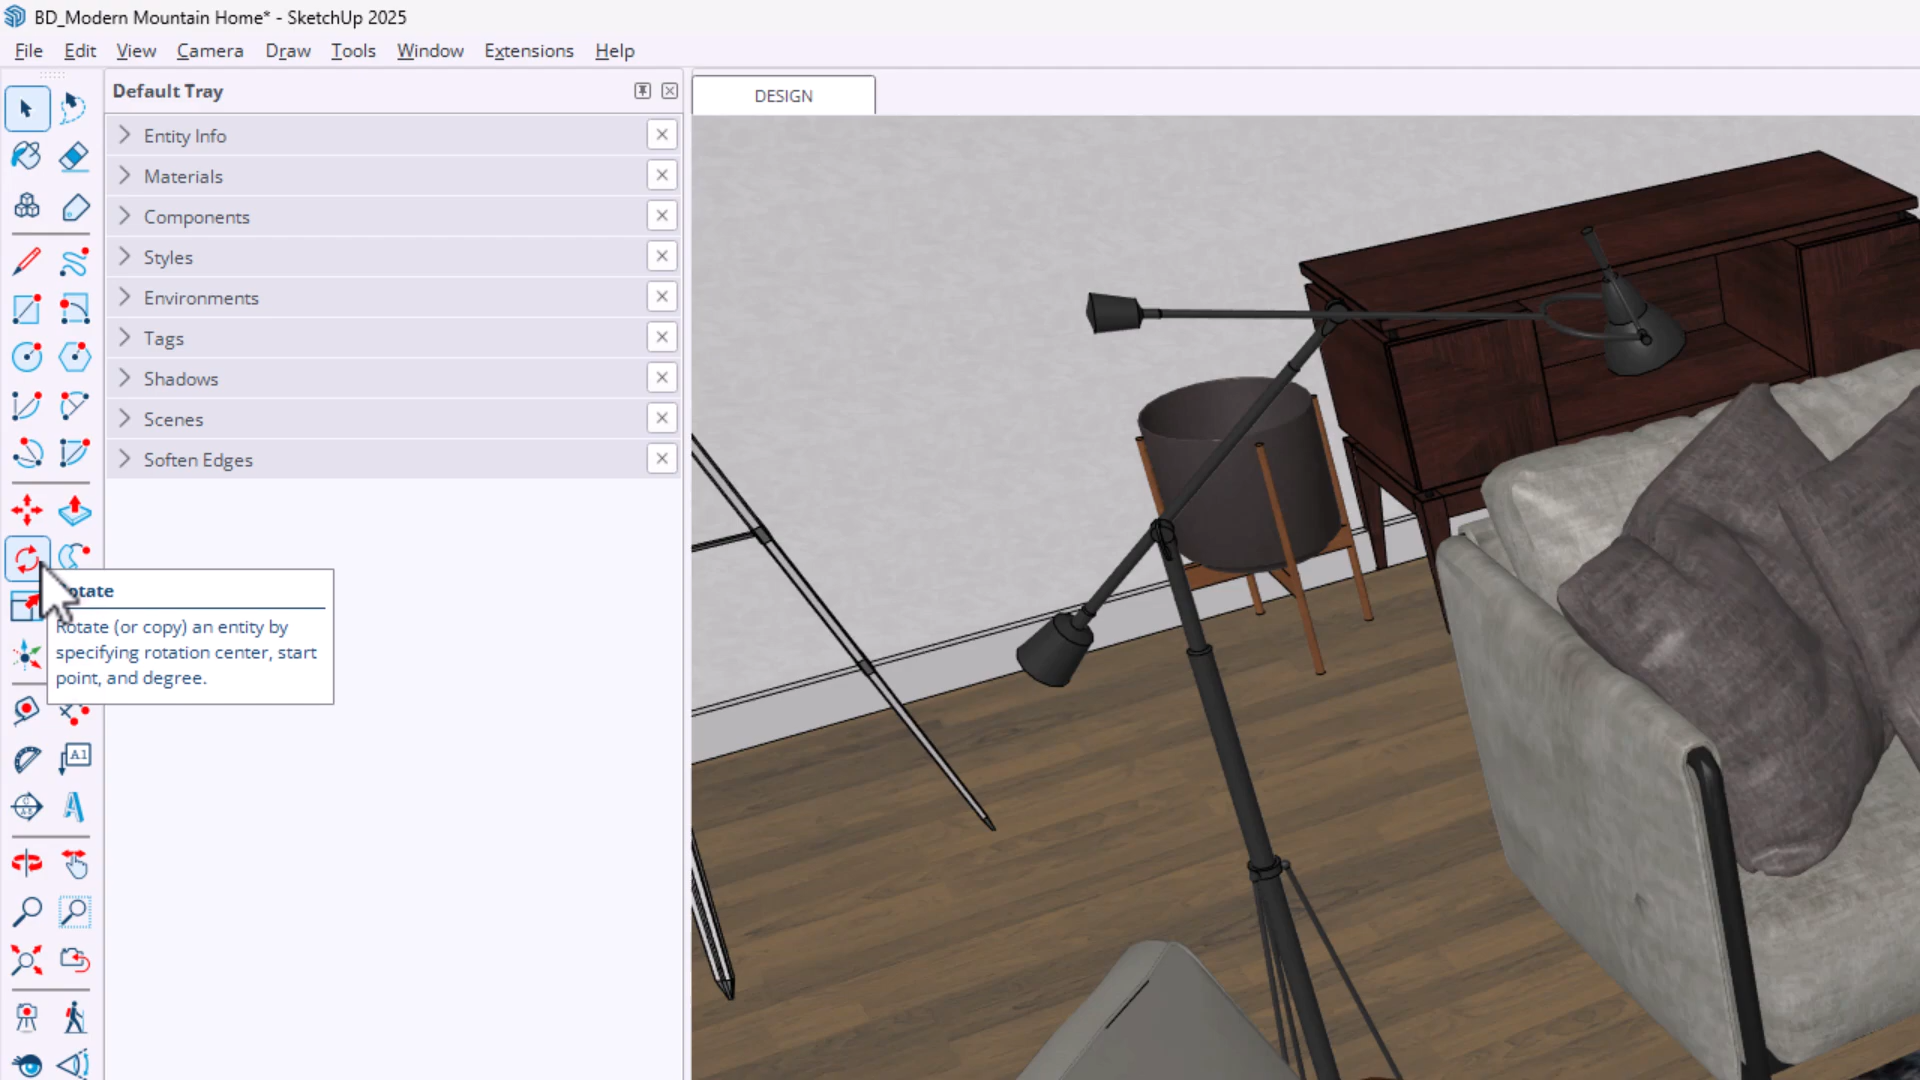 BD_Modern Mountain Home* - SketchUp 2025
File Edit View Camera Draw Tools Window Extensions Help
Default Tray
DESIGN
Entity Info
Materials
Components
Styles
Environments
Tags
Shadows
Scenes
Soften Edges
otate
Rotate (or copy) an entity by
specifying rotation center, start
point, and degree.
A1